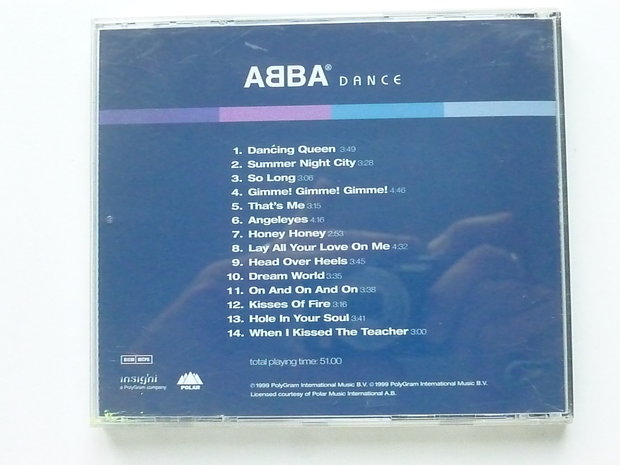 ABBA® DANCE
1. Dancing Queen 3:49
2. Summer Night City 3:28
3. So Long 3:06
4. Gimme! Gimme! Gimme! 4:46
5. That's Me 3:15
6. Angeleyes 4:16
7. Honey Honey 2:53
8. Lay All Your Love On Me 4:32
9. Head Over Heels 3:45
10. Dream World 3:35
11. On And On And On 3:38
12. Kisses Of Fire 3:16
13. Hole In Your Soul 3:41
14. When I Kissed The Teacher 3:00
total playing time: 51.00
insigni
a PolyGram company
POLAR
℗ 1999 PolyGram International Music B.V. © 1999 PolyGram International Music B.V.
Licensed courtesy of Polar Music International A.B.